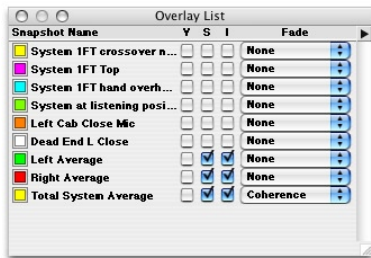 Overlay List
Snapshot Name Y S I Fade
System 1FT crossover n... None
System 1FT Top None
System 1FT hand overh... None
System at listening posi... None
Left Cab Close Mic None
Dead End L Close None
Left Average None
Right Average None
Total System Average Coherence